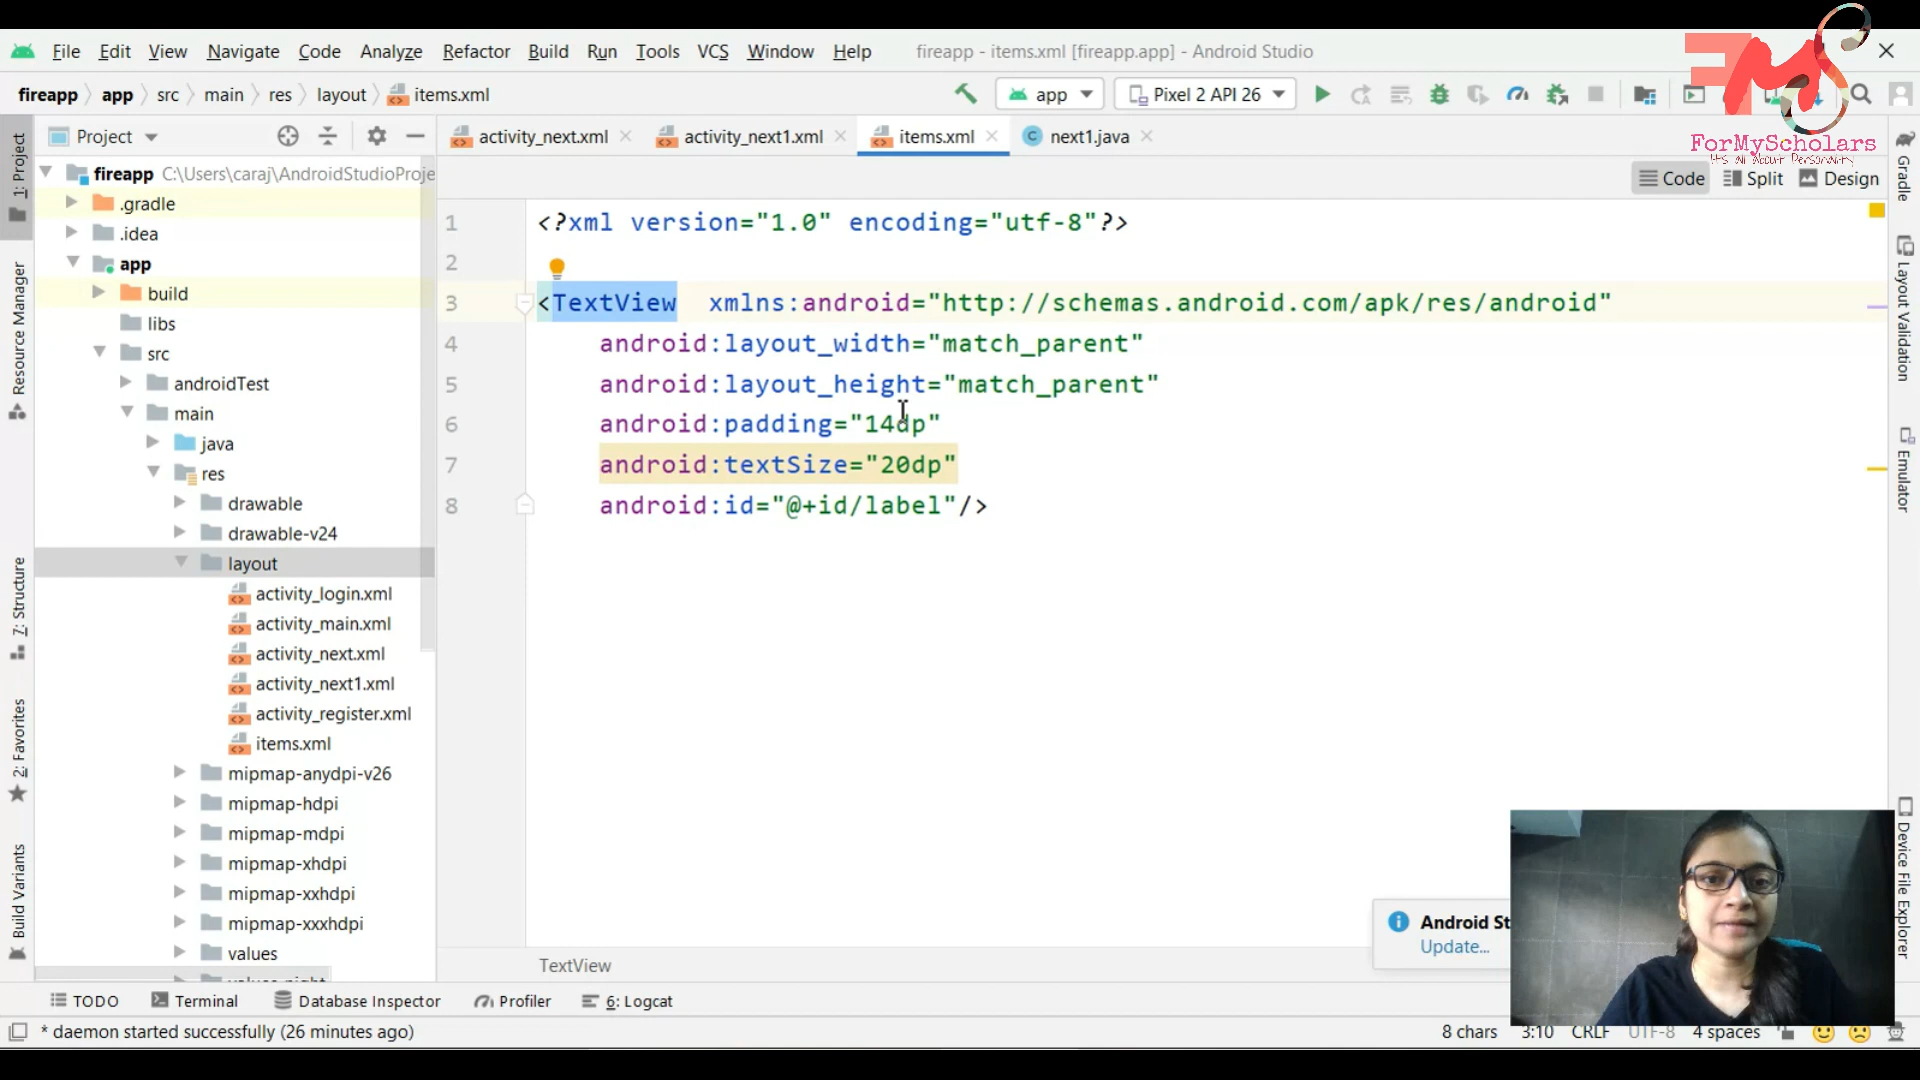 File Edit View Navigate Code Analyze Refactor Build Run Tools VCS Window Help fireapp - items.xml [fireapp.app] - Android Studio
fireapp app src main res layout items.xml app Pixel 2 API 26
FMS
ForMyScholars
It's all about Personality
Project
activity_next.xml activity_next1.xml items.xml next1.java
Code Split Design
1: Project
Resource Manager
7: Structure
2: Favorites
Build Variants
fireapp C:\Users\caraj\AndroidStudioProje
.gradle
.idea
app
build
libs
src
androidTest
main
java
res
drawable
drawable-v24
layout
activity_login.xml
activity_main.xml
activity_next.xml
activity_next1.xml
activity_register.xml
items.xml
mipmap-anydpi-v26
mipmap-hdpi
mipmap-mdpi
mipmap-xhdpi
mipmap-xxhdpi
mipmap-xxxhdpi
values
1 <?xml version="1.0" encoding="utf-8"?>
2
3 <TextView xmlns:android="http://schemas.android.com/apk/res/android"
4 android:layout_width="match_parent"
5 android:layout_height="match_parent"
6 android:padding="14dp"
7 android:textSize="20dp"
8 android:id="@+id/label"/>
Gradle
Layout Validation
Emulator
Device File Explorer
Android St
Update...
TextView
TODO Terminal Database Inspector Profiler 6: Logcat
* daemon started successfully (26 minutes ago) 8 chars 3:10 CRLF UTF-8 4 spaces